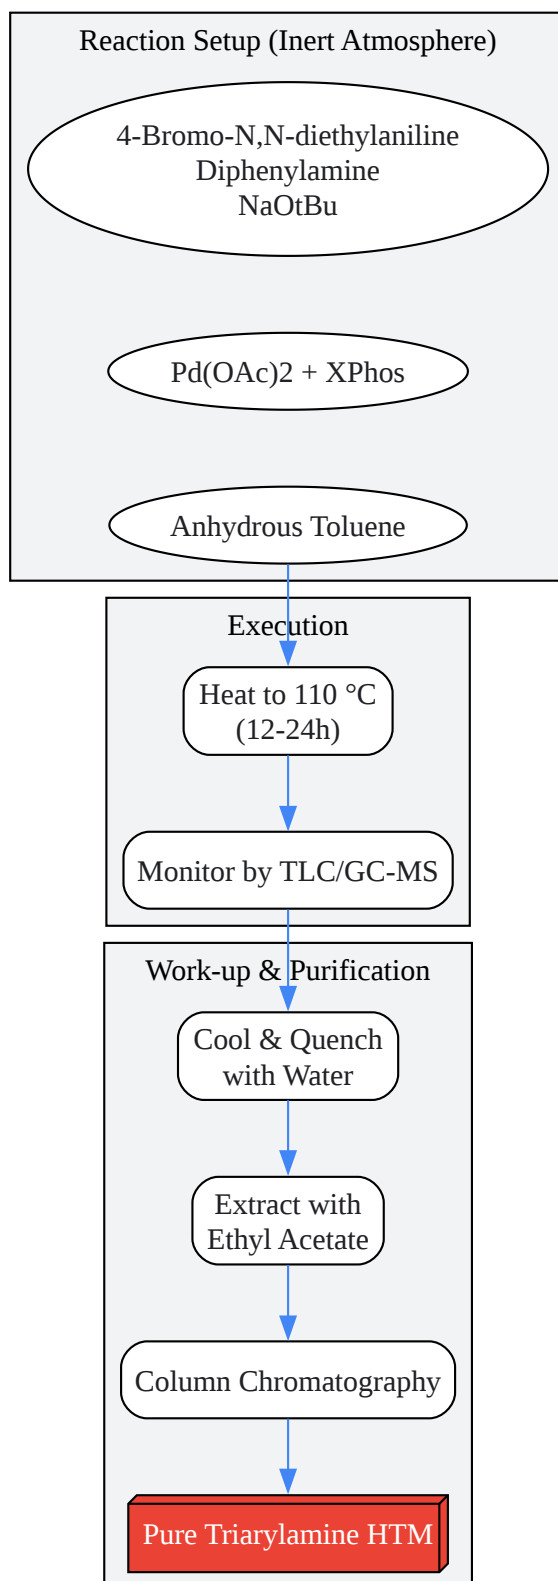 Reaction Setup (Inert Atmosphere)
4-Bromo-N,N-diethylaniline
Diphenylamine
NaOtBu
Pd(OAc)2 + XPhos
Anhydrous Toluene
Execution
Heat to 110 °C
(12-24h)
Monitor by TLC/GC-MS
Work-up & Purification
Cool & Quench
with Water
Extract with
Ethyl Acetate
Column Chromatography
Pure Triarylamine HTM